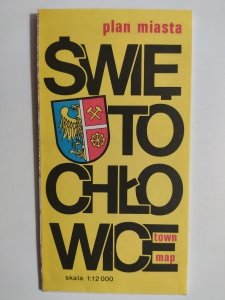 plan miasta
ŚWIĘ
TO
CHŁO
WICE
town
map
skala 1:12 000